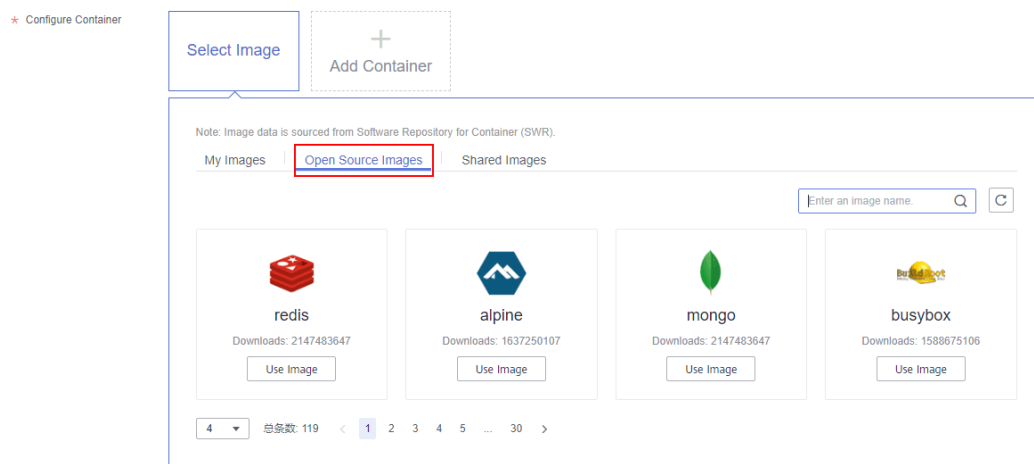 * Configure Container
Select Image
+
Add Container
Note: Image data is sourced from Software Repository for Container (SWR).
My Images Open Source Images Shared Images
Enter an image name.
redis alpine mongo busybox
Downloads: 2147483647 Downloads: 1637250107 Downloads: 2147483647 Downloads: 1588675106
Use Image Use Image Use Image Use Image
4 总条数: 119 < 1 2 3 4 5 ... 30 >